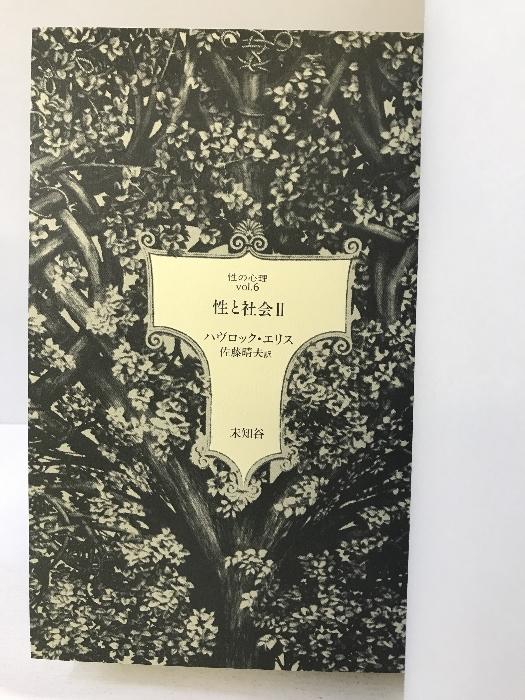 性の心理
vol.6
性と社会Ⅱ
ハヴロック・エリス
佐藤晴夫訳
未知谷